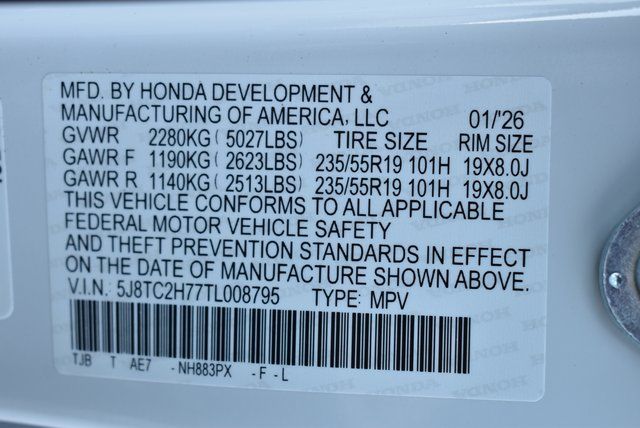 MFD. BY HONDA DEVELOPMENT &
MANUFACTURING OF AMERICA, LLC 01/'26
GVWR 2280KG ( 5027LBS) TIRE SIZE RIM SIZE
GAWR F 1190KG ( 2623LBS) 235/55R19 101H 19X8.0J
GAWR R 1140KG ( 2513LBS) 235/55R19 101H 19X8.0J
THIS VEHICLE CONFORMS TO ALL APPLICABLE
FEDERAL MOTOR VEHICLE SAFETY
AND THEFT PREVENTION STANDARDS IN EFFECT
ON THE DATE OF MANUFACTURE SHOWN ABOVE.
V.I.N.: 5J8TC2H77TL008795 TYPE: MPV
TJB T AE7 - NH883PX - F - L